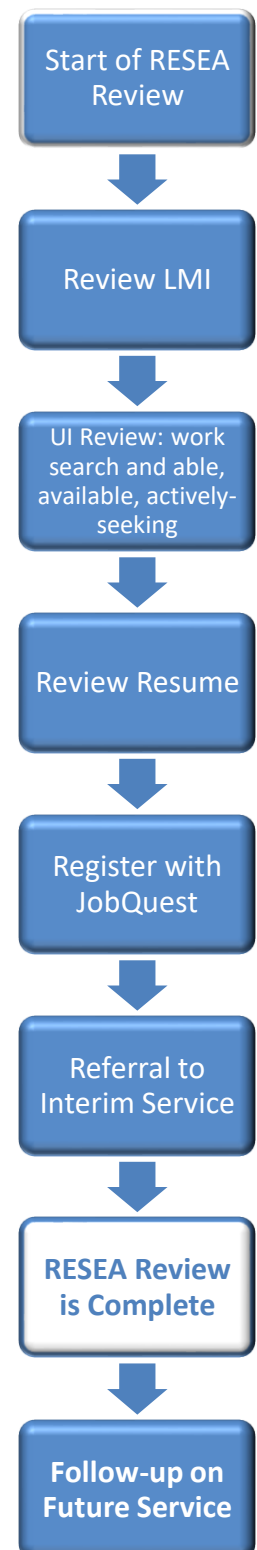 Start of RESEA
Review
Review LMI
UI Review: work
search and able,
available, actively-
seeking
Review Resume
Register with
JobQuest
Referral to
Interim Service
RESEA Review
is Complete
Follow-up on
Future Service